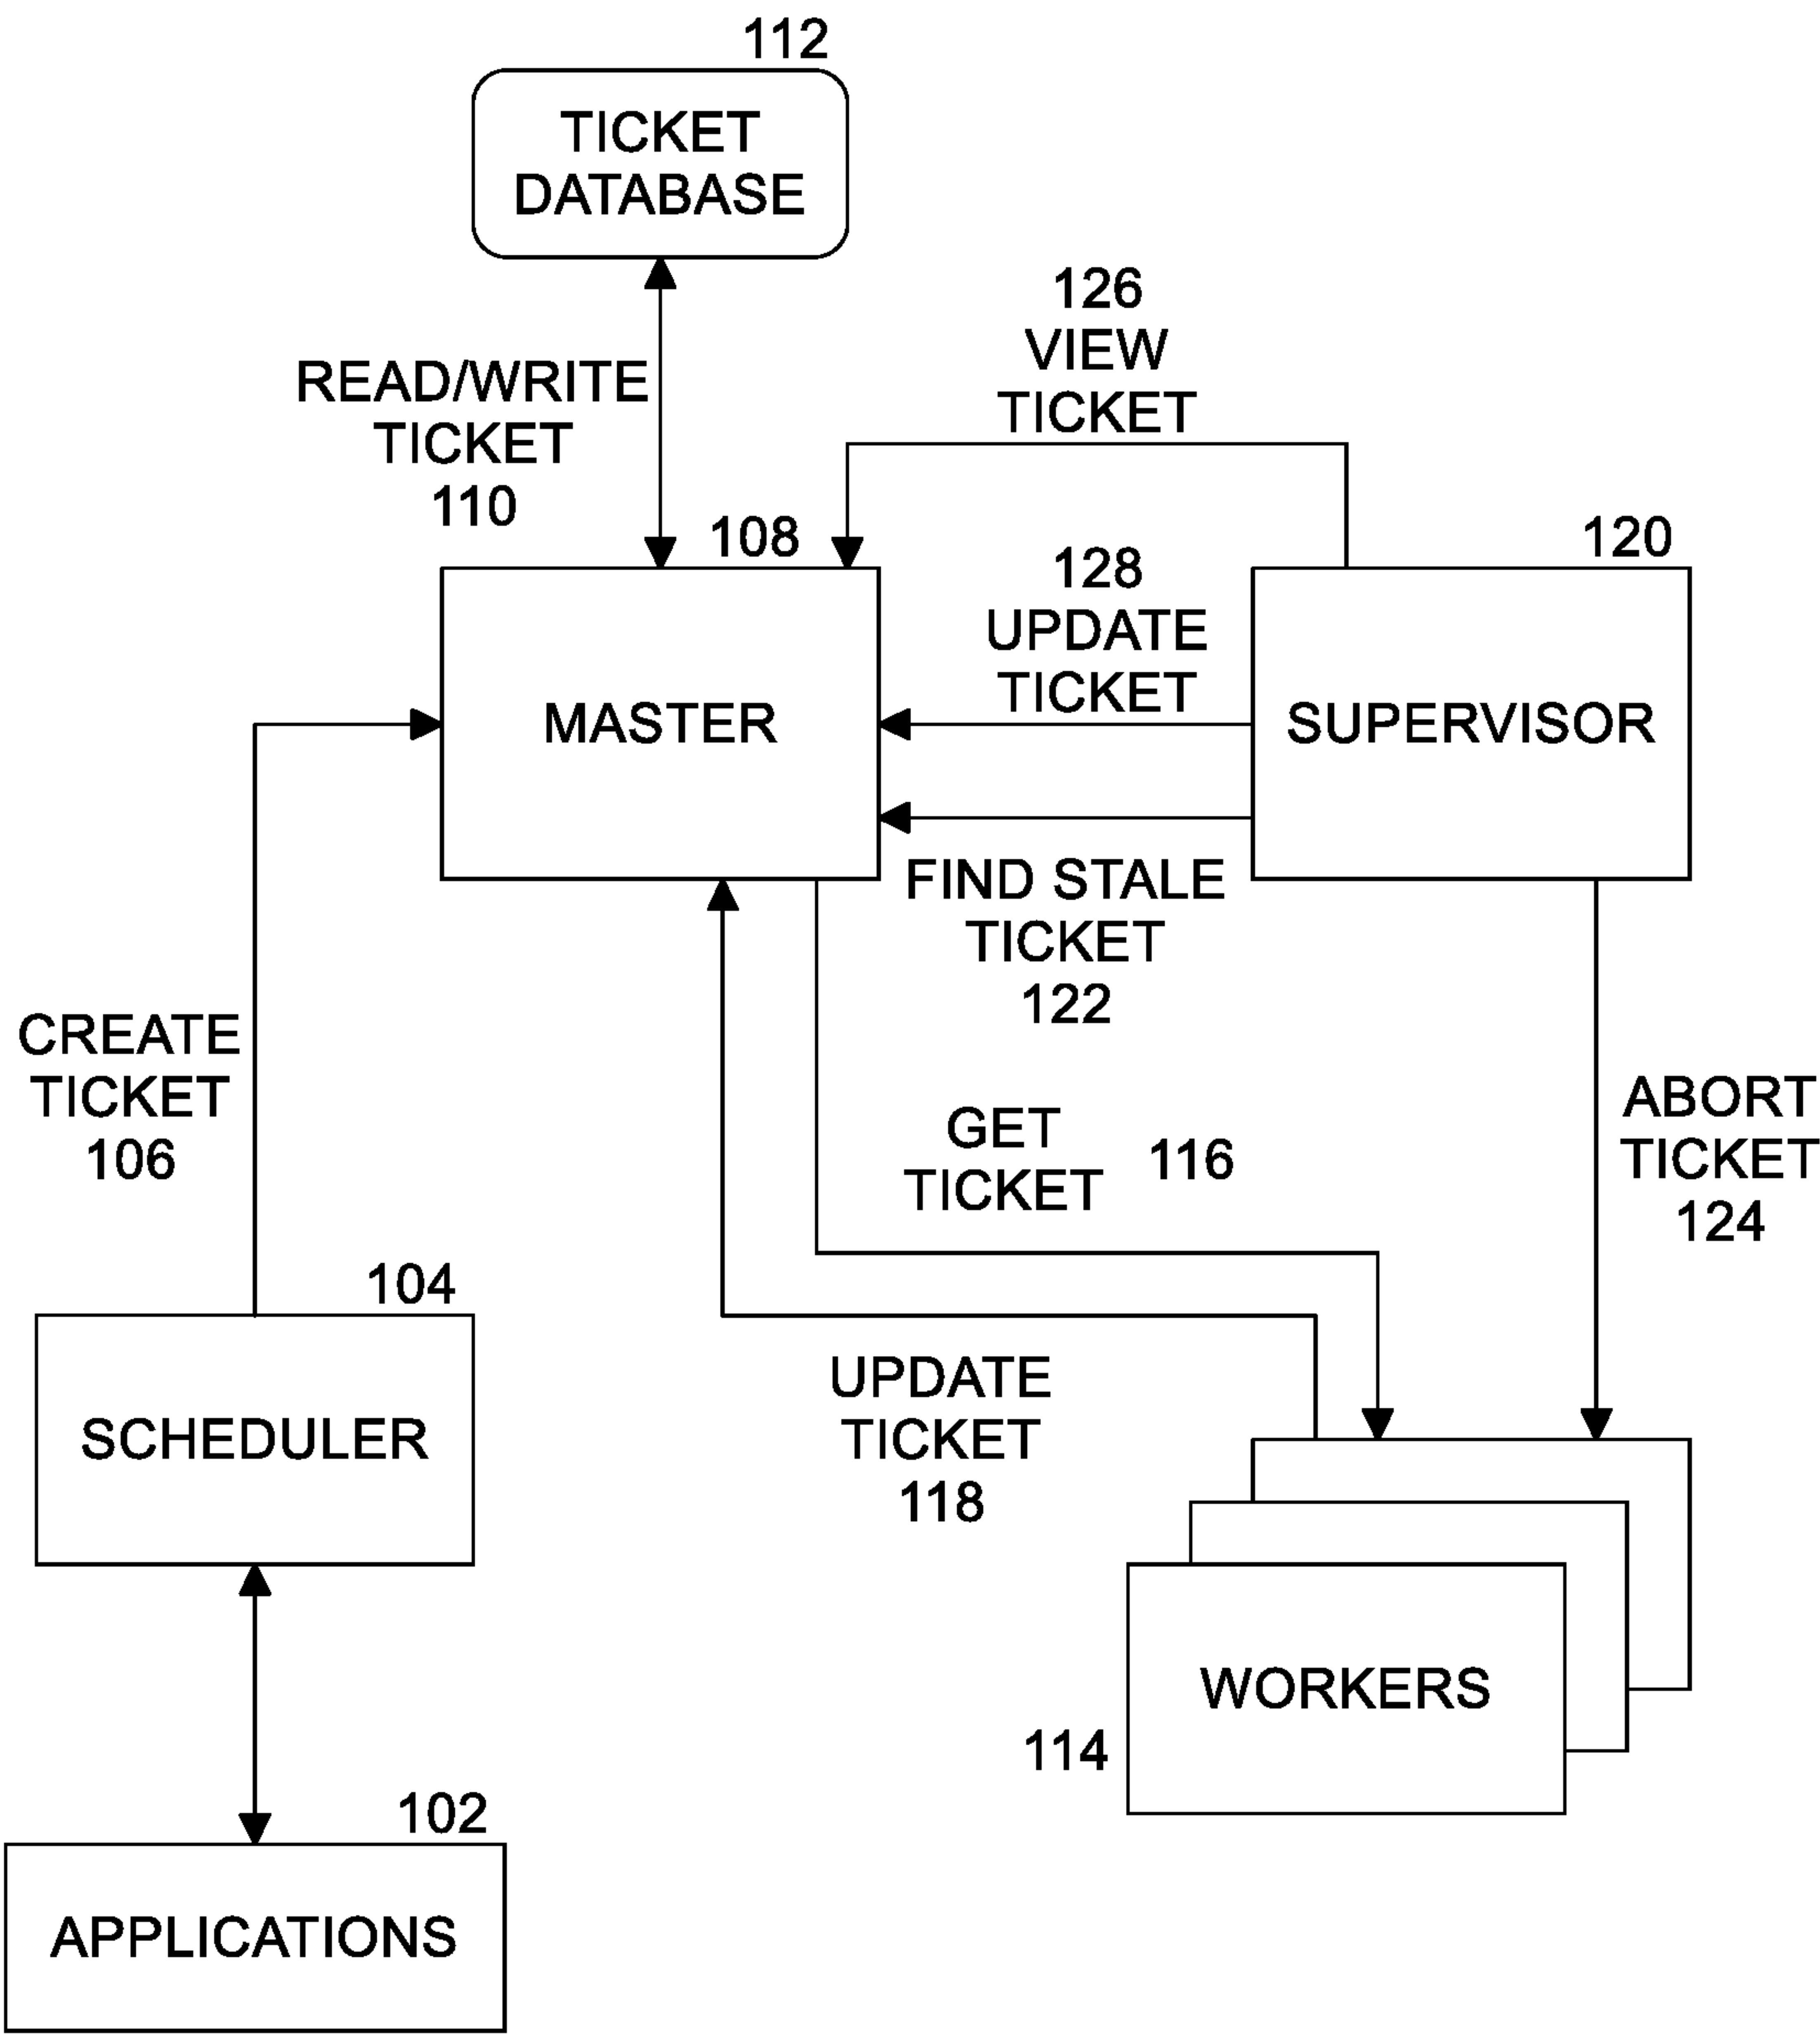 112
TICKET
DATABASE
126
VIEW
TICKET
READ/WRITE
TICKET
110
108
120
128
UPDATE
TICKET
MASTER
SUPERVISOR
FIND STALE
TICKET
122
CREATE
TICKET
106
GET
TICKET
116
ABORT
TICKET
124
104
UPDATE
TICKET
118
SCHEDULER
WORKERS
114
102
APPLICATIONS